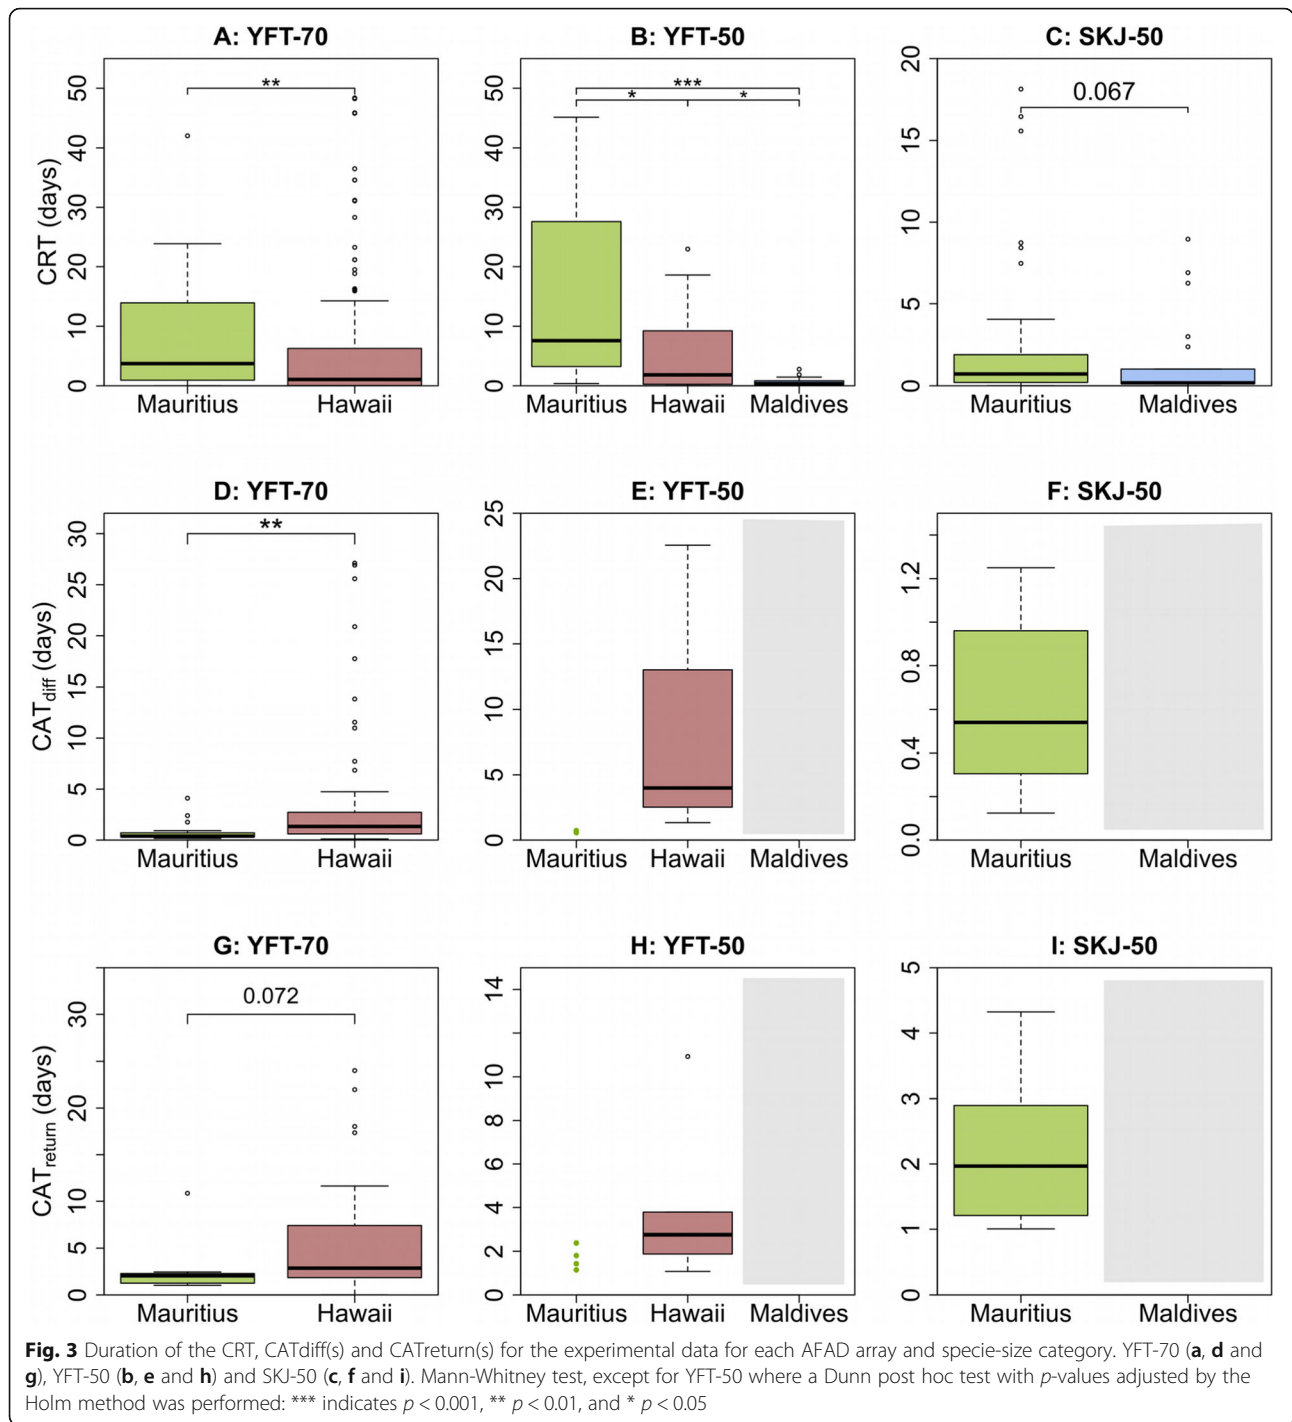 A: YFT-70
B: YFT-50
C: SKJ-50
CRT (days)
0 10 20 30 40 50
**
Mauritius Hawaii
0 10 20 30 40 50
***
* *
Mauritius Hawaii Maldives
0 5 10 15 20
0.067
Mauritius Maldives
D: YFT-70
E: YFT-50
F: SKJ-50
CATdiff (days)
0 5 10 15 20 25 30
**
Mauritius Hawaii
0 5 10 15 20 25
Mauritius Hawaii Maldives
0.0 0.4 0.8 1.2
Mauritius Maldives
G: YFT-70
H: YFT-50
I: SKJ-50
CATreturn (days)
0 5 10 20 30
0.072
Mauritius Hawaii
0 2 4 6 8 10 14
Mauritius Hawaii Maldives
0 1 2 3 4 5
Mauritius Maldives
Fig. 3 Duration of the CRT, CATdiff(s) and CATreturn(s) for the experimental data for each AFAD array and specie-size category. YFT-70 (a, d and
g), YFT-50 (b, e and h) and SKJ-50 (c, f and i). Mann-Whitney test, except for YFT-50 where a Dunn post hoc test with p-values adjusted by the
Holm method was performed: *** indicates p < 0.001, ** p < 0.01, and * p < 0.05